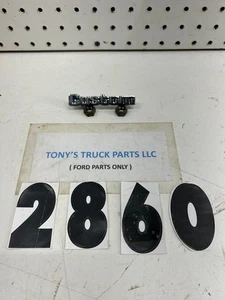 TONY'S TRUCK PARTS LLC
( FORD PARTS ONLY )
2860